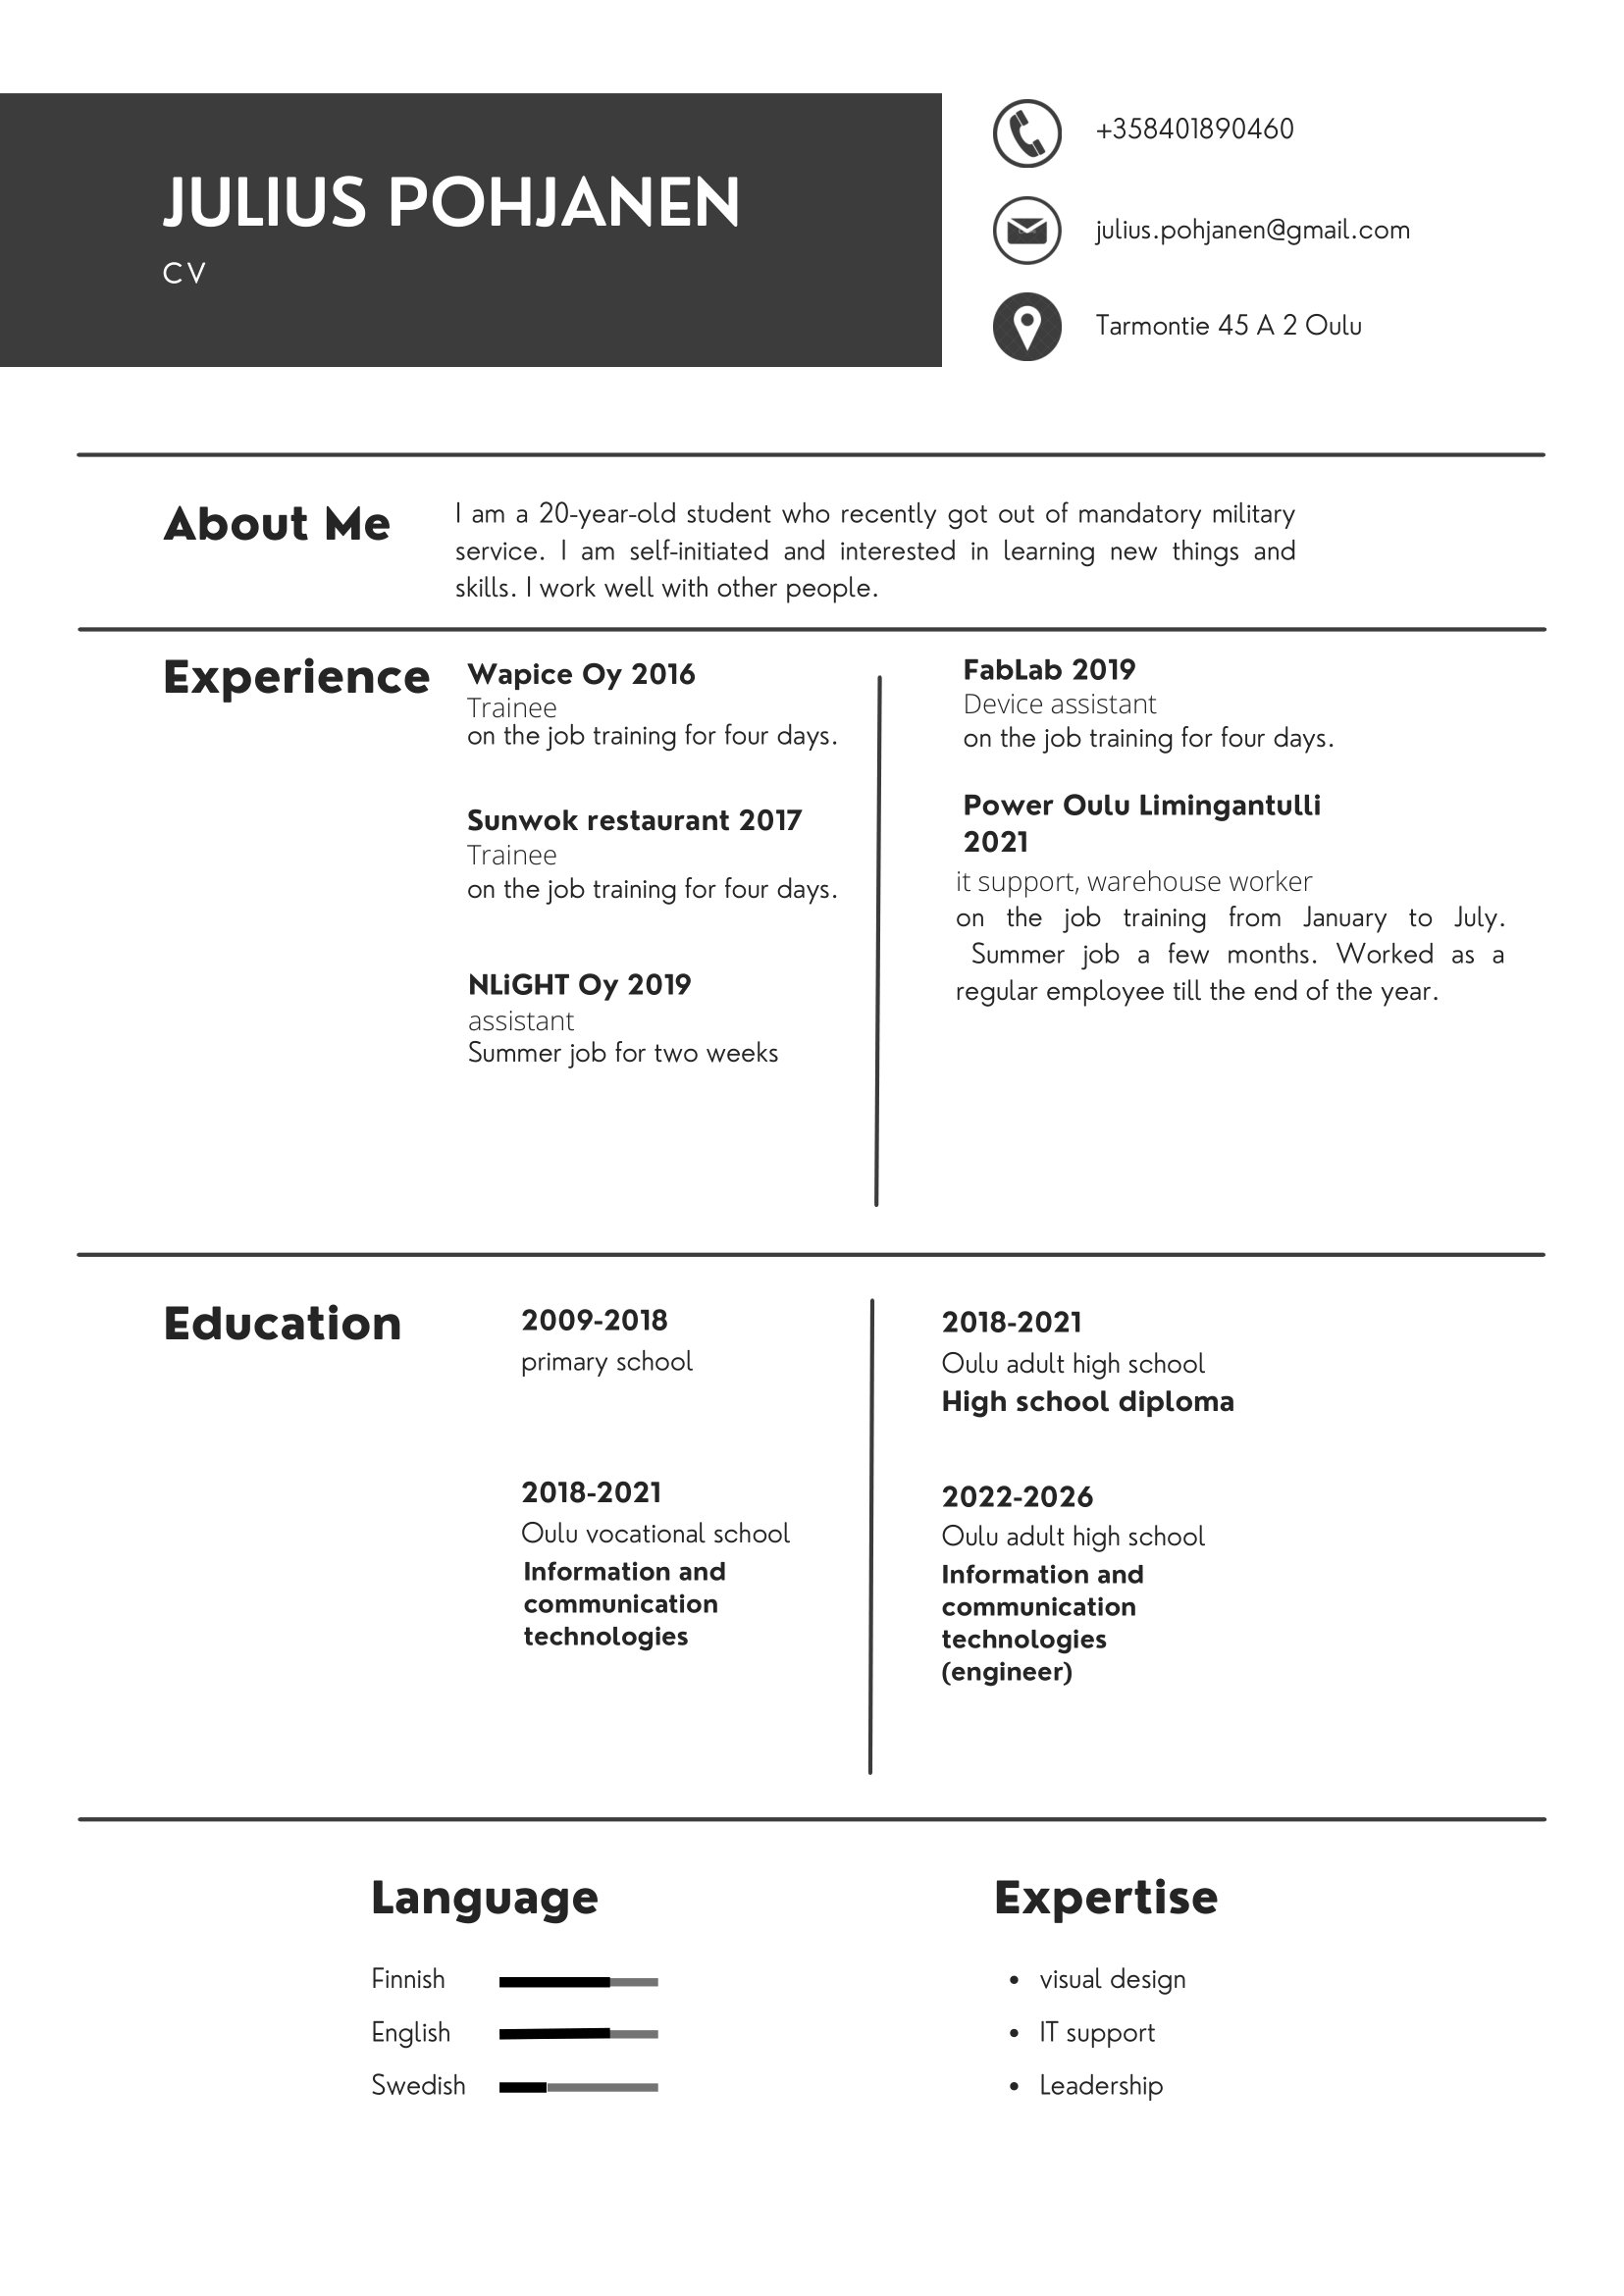 JULIUS POHJANEN
CV
+358401890460
julius.pohjanen@gmail.com
Tarmontie 45 A 2 Oulu
About Me
I am a 20-year-old student who recently got out of mandatory military
service. I am self-initiated and interested in learning new things and
skills. I work well with other people.
Experience
Wapice Oy 2016
Trainee
on the job training for four days.
Sunwok restaurant 2017
Trainee
on the job training for four days.
NLiGHT Oy 2019
assistant
Summer job for two weeks
FabLab 2019
Device assistant
on the job training for four days.
Power Oulu Limingantulli
2021
it support, warehouse worker
on the job training from January to July.
Summer job a few months. Worked as a
regular employee till the end of the year.
Education
2009-2018
primary school
2018-2021
Oulu vocational school
Information and
communication
technologies
2018-2021
Oulu adult high school
High school diploma
2022-2026
Oulu adult high school
Information and
communication
technologies
(engineer)
Language
Finnish
English
Swedish
Expertise
• visual design
• IT support
• Leadership